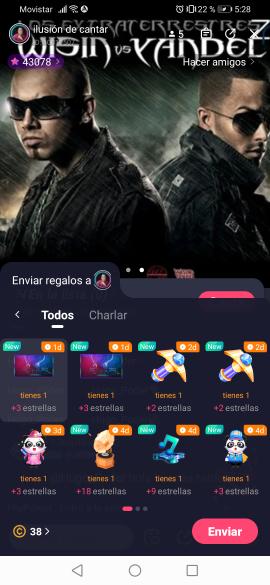 Movistar 22 % 5:28
LOS EXTRATERRESTRES
WISIN VS YANDEL
ilusión de cantar
5
43078 >
Hacer amigos >
Enviar regalos a
Todos Charlar
New 1d New 1d New 2d New 2d
tienes 1 tienes 1 tienes 1 tienes 1
+3 estrellas +3 estrellas +2 estrellas +2 estrellas
New 3d 4d New 4d New 4d
tienes 1 tienes 1 tienes 1 tienes 1
+3 estrellas +18 estrellas +9 estrellas +3 estrellas
38 >
Enviar